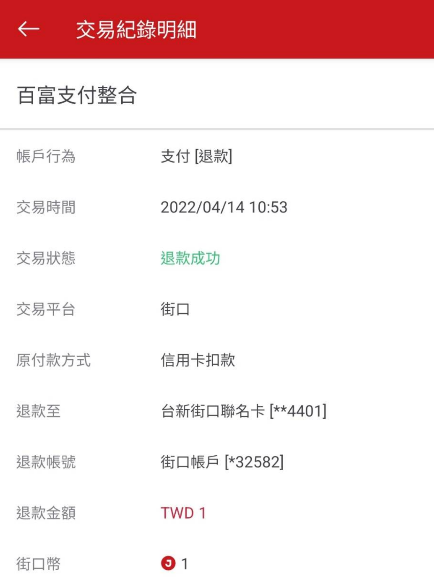 交易紀錄明細
百富支付整合
帳戶行為 支付 [退款]
交易時間 2022/04/14 10:53
交易狀態 退款成功
交易平台 街口
原付款方式 信用卡扣款
退款至 台新街口聯名卡 [**4401]
退款帳號 街口帳戶 [*32582]
退款金額 TWD 1
街口幣 J 1